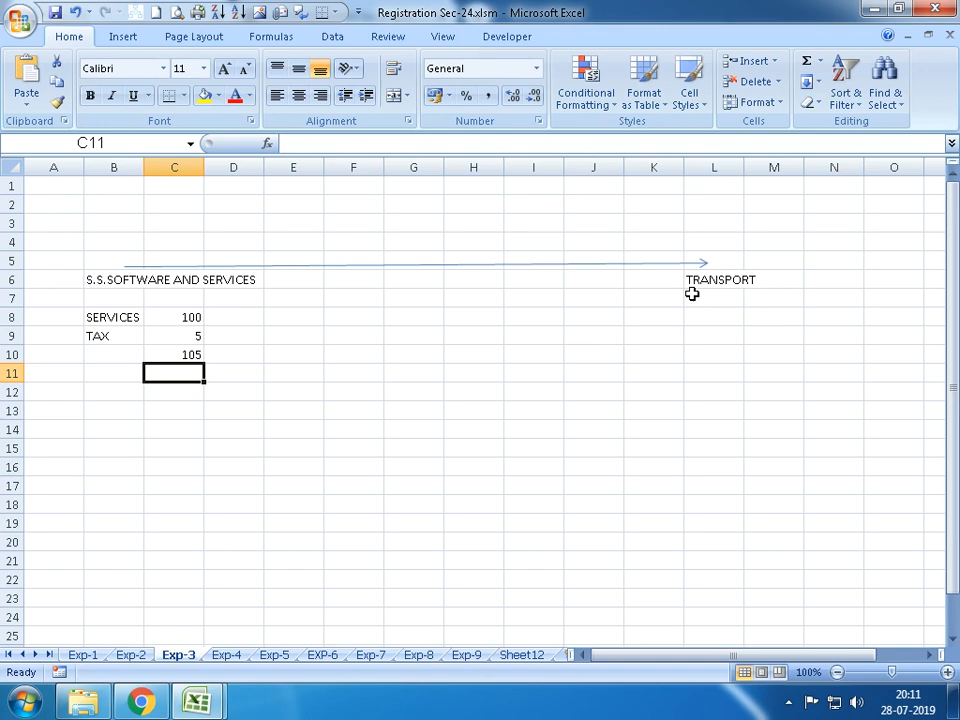 Registration Sec-24.xlsm - Microsoft Excel
Home Insert Page Layout Formulas Data Review View Developer
Paste
Calibri 11
B I U
General
Conditional Formatting
Format as Table
Cell Styles
Insert
Delete
Format
Sort & Filter
Find & Select
Clipboard Font Alignment Number Styles Cells Editing
C11 fx
A B C D E F G H I J K L M N O
1
2
3
4
5
6 S.S.SOFTWARE AND SERVICES TRANSPORT
7
8 SERVICES 100
9 TAX 5
10 105
11
12
13
14
15
16
17
18
19
20
21
22
23
24
25
Exp-1 Exp-2 Exp-3 Exp-4 Exp-5 EXP-6 Exp-7 Exp-8 Exp-9 Sheet12
Ready 100%
20:11
28-07-2019